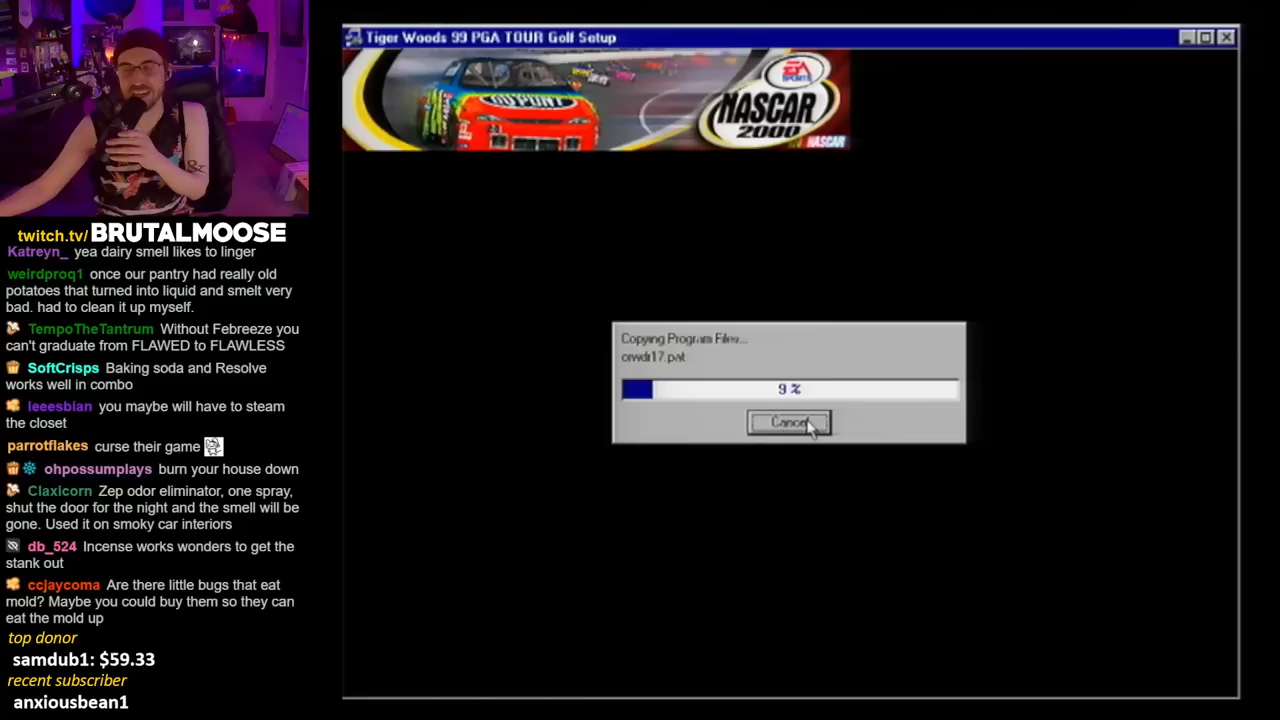 Tiger Woods 99 PGA TOUR Golf Setup
DUPONT
EA
SPORTS
NASCAR
2000
NASCAR
Copying Program Files...
crwdr17.pat
9 %
Cancel
&
twitch.tv/BRUTALMOOSE
Katreyn_ yea dairy smell likes to linger
weirdproq1 once our pantry had really old
potatoes that turned into liquid and smelt very
bad. had to clean it up myself.
TempoTheTantrum Without Febreeze you
can't graduate from FLAWED to FLAWLESS
SoftCrisps Baking soda and Resolve
works well in combo
leeesbian you maybe will have to steam
the closet
parrotflakes curse their game
ohpossumplays burn your house down
Claxicorn Zep odor eliminator, one spray,
shut the door for the night and the smell will be
gone. Used it on smoky car interiors
db_524 Incense works wonders to get the
stank out
ccjaycoma Are there little bugs that eat
mold? Maybe you could buy them so they can
eat the mold up
top donor
samdub1: $59.33
recent subscriber
anxiousbean1